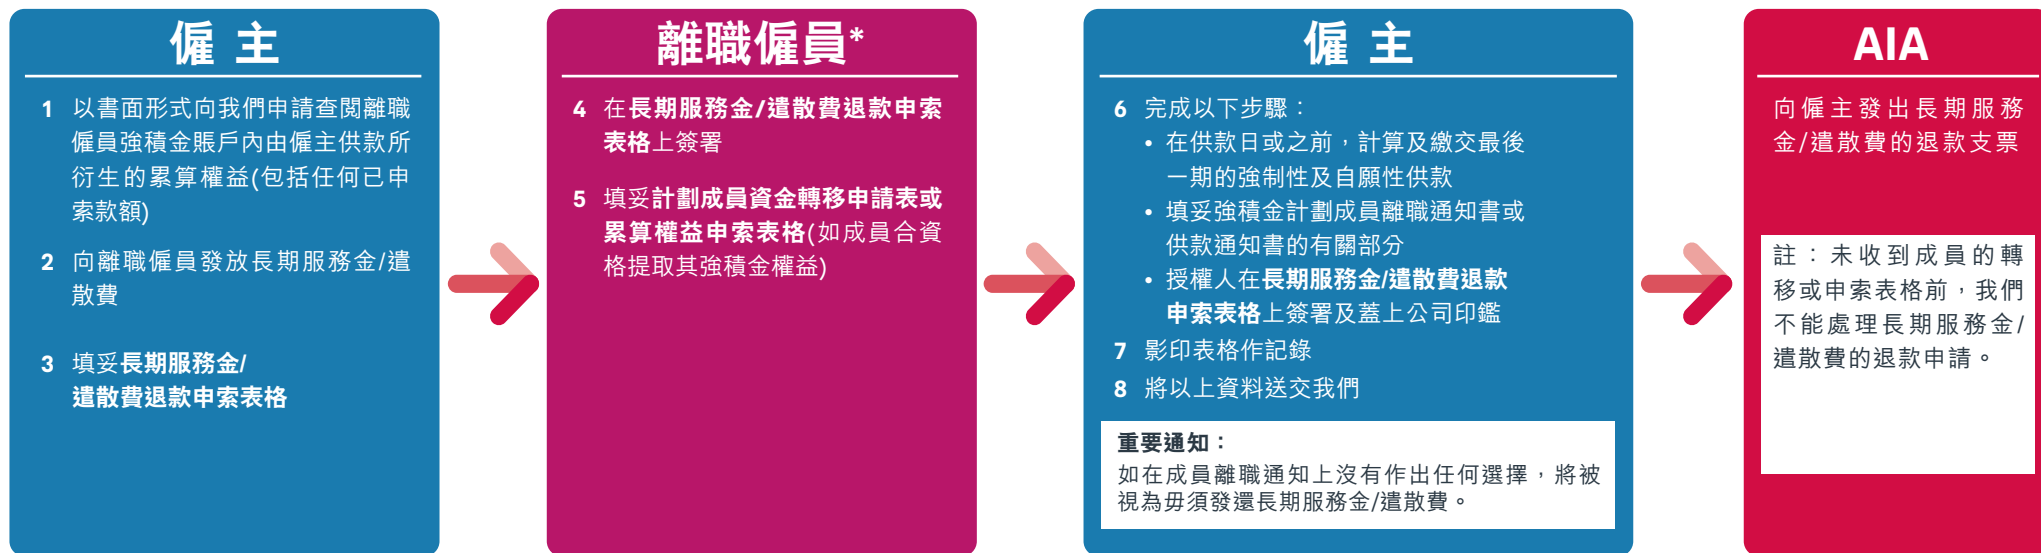 僱 主
1 以書面形式向我們申請查閱離職
僱員強積金賬戶內由僱主供款所
衍生的累算權益(包括任何已申
索款額)
2 向離職僱員發放長期服務金/遣
散費
3 填妥長期服務金/
遣散費退款申索表格
離職僱員*
4 在長期服務金/遣散費退款申索
表格上簽署
5 填妥計劃成員資金轉移申請表或
累算權益申索表格(如成員合資
格提取其強積金權益)
僱 主
6 完成以下步驟：
• 在供款日或之前，計算及繳交最後
一期的強制性及自願性供款
• 填妥強積金計劃成員離職通知書或
供款通知書的有關部分
• 授權人在長期服務金/遣散費退款
申索表格上簽署及蓋上公司印鑑
7 影印表格作記錄
8 將以上資料送交我們
重要通知：
如在成員離職通知上沒有作出任何選擇，將被
視為毋須發還長期服務金/遣散費。
AIA
向僱主發出長期服務
金/遣散費的退款支票
註：未收到成員的轉
移或申索表格前，我們
不能處理長期服務金/
遣散費的退款申請。